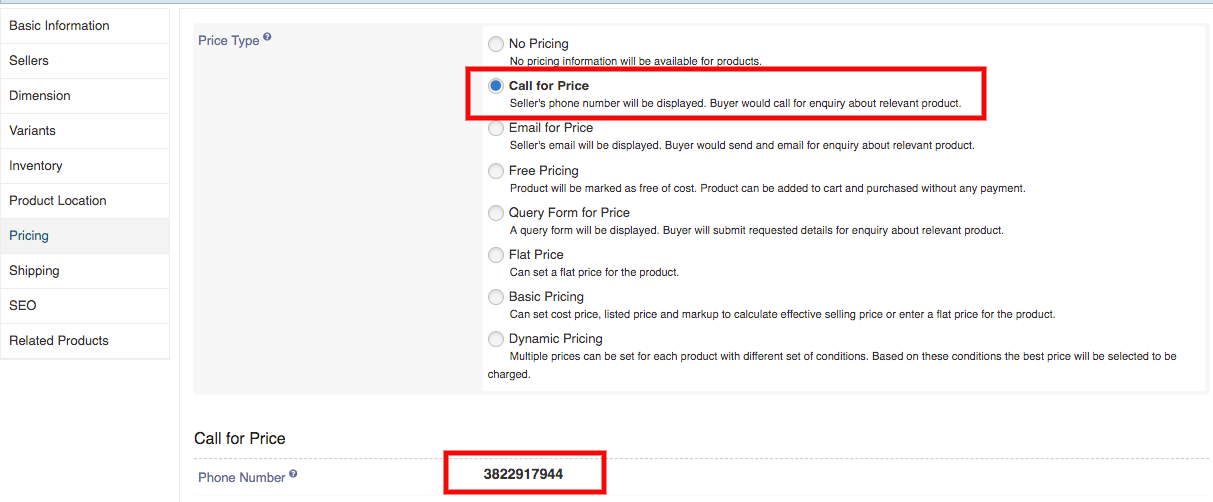 Basic Information
Sellers
Dimension
Variants
Inventory
Product Location
Pricing
Shipping
SEO
Related Products
Price Type ?
No Pricing
No pricing information will be available for products.
Call for Price
Seller's phone number will be displayed. Buyer would call for enquiry about relevant product.
Email for Price
Seller's email will be displayed. Buyer would send and email for enquiry about relevant product.
Free Pricing
Product will be marked as free of cost. Product can be added to cart and purchased without any payment.
Query Form for Price
A query form will be displayed. Buyer will submit requested details for enquiry about relevant product.
Flat Price
Can set a flat price for the product.
Basic Pricing
Can set cost price, listed price and markup to calculate effective selling price or enter a flat price for the product.
Dynamic Pricing
Multiple prices can be set for each product with different set of conditions. Based on these conditions the best price will be selected to be
charged.
Call for Price
Phone Number ? 3822917944